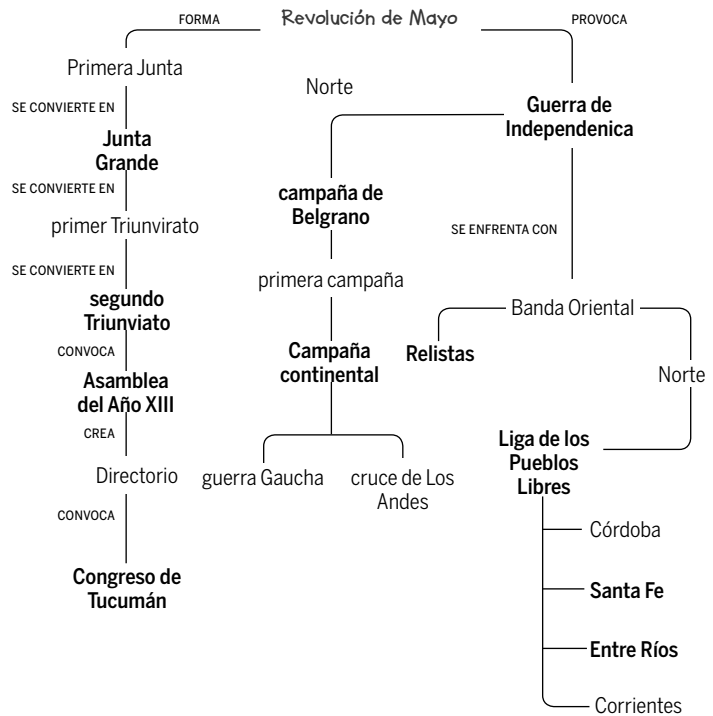 Revolución de Mayo
FORMA
PROVOCA
Primera Junta
SE CONVIERTE EN
Junta
Grande
SE CONVIERTE EN
primer Triunvirato
SE CONVIERTE EN
segundo
Triunviato
CONVOCA
Asamblea
del Año XIII
CREA
Directorio
CONVOCA
Congreso de
Tucumán
Norte
Guerra de
Independenica
campaña de
Belgrano
primera campaña
Campaña
continental
guerra Gaucha
cruce de Los
Andes
SE ENFRENTA CON
Banda Oriental
Relistas
Norte
Liga de los
Pueblos
Libres
Córdoba
Santa Fe
Entre Ríos
Corrientes